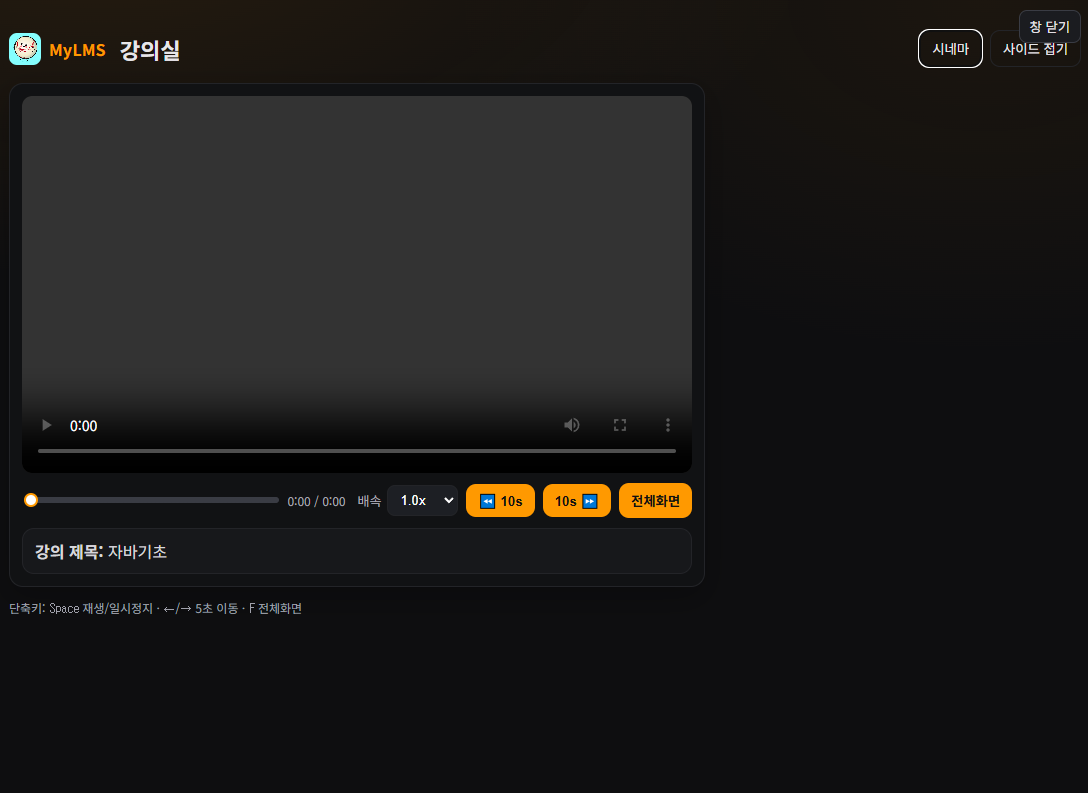 창 닫기
MyLMS 강의실 시네마 사이드 접기
0:00
0:00 / 0:00 배속 1.0x ⏪ 10s 10s ⏩ 전체화면
강의 제목: 자바기초
단축키: Space 재생/일시정지 · ←/→ 5초 이동 · F 전체화면